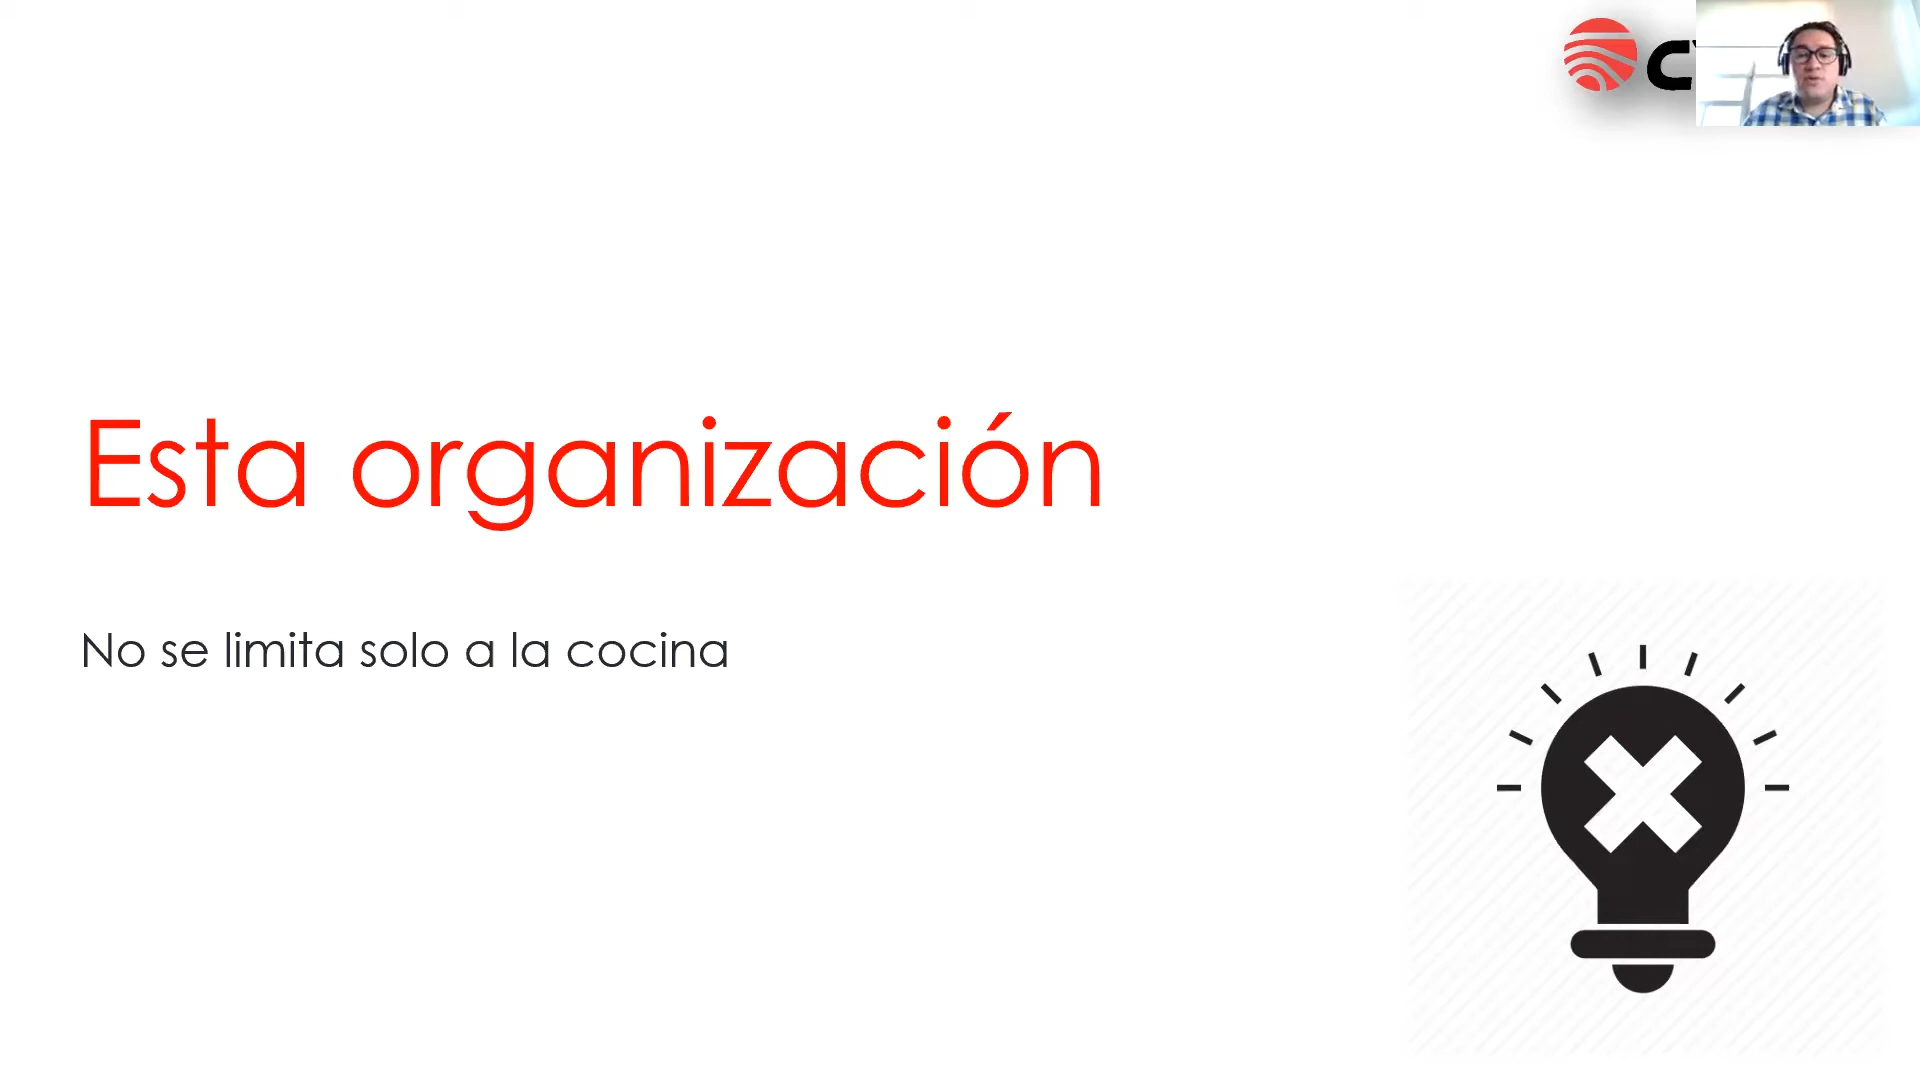 Esta organización
No se limita solo a la cocina